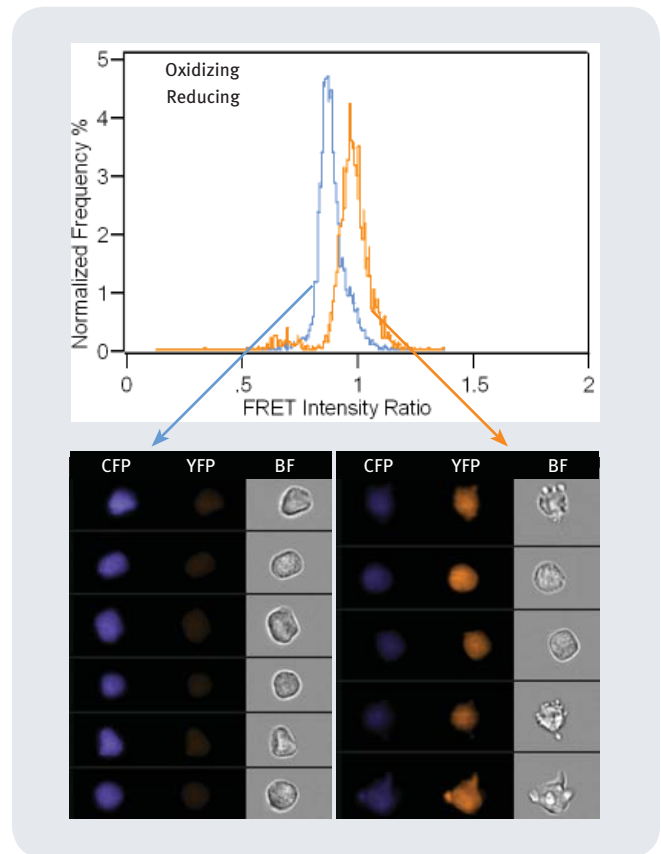 5
Oxidizing
Reducing
4
3
2
1
0
Normalized Frequency %
0
.5
1
1.5
2
FRET Intensity Ratio
CFP YFP BF
CFP YFP BF